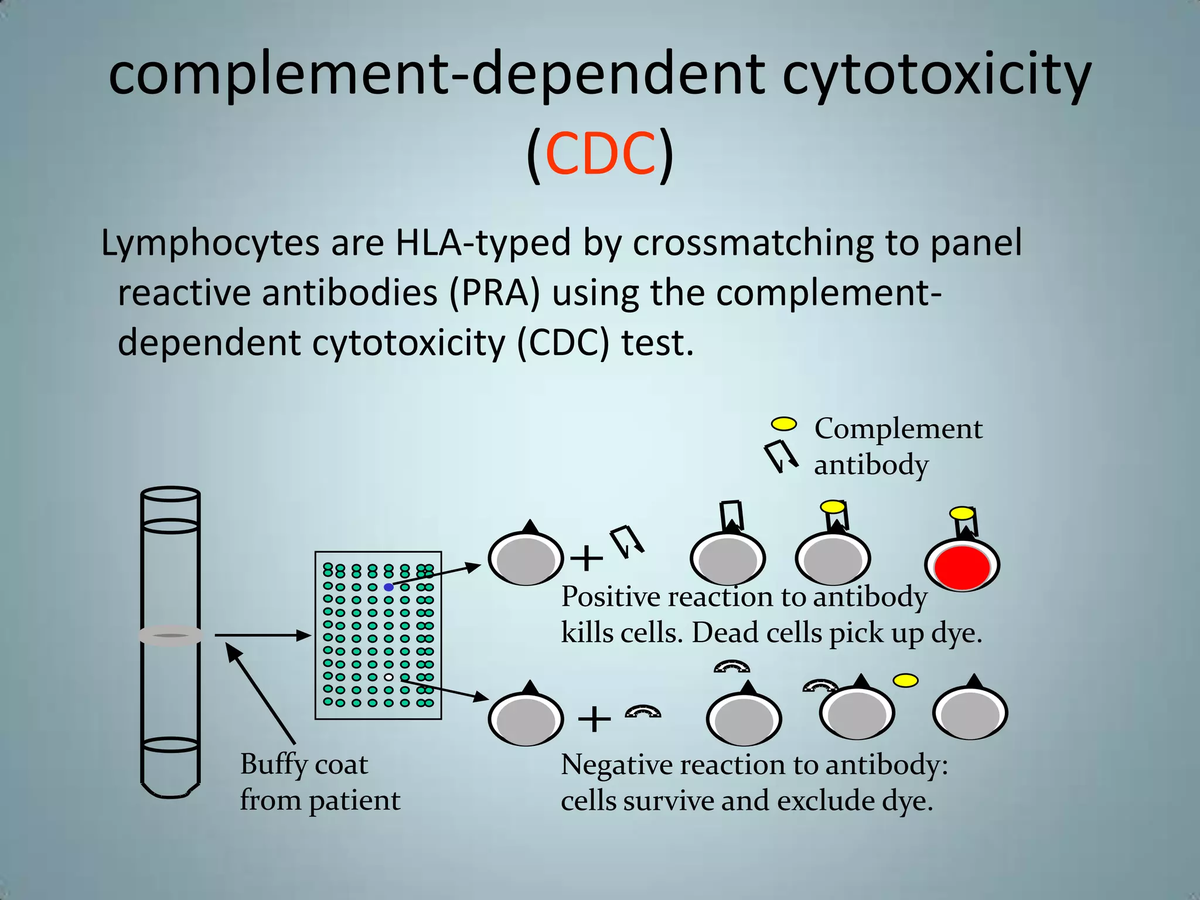 complement-dependent cytotoxicity
(CDC)
Lymphocytes are HLA-typed by crossmatching to panel
reactive antibodies (PRA) using the complement-
dependent cytotoxicity (CDC) test.
Complement
antibody
Positive reaction to antibody
kills cells. Dead cells pick up dye.
Buffy coat
from patient
Negative reaction to antibody:
cells survive and exclude dye.